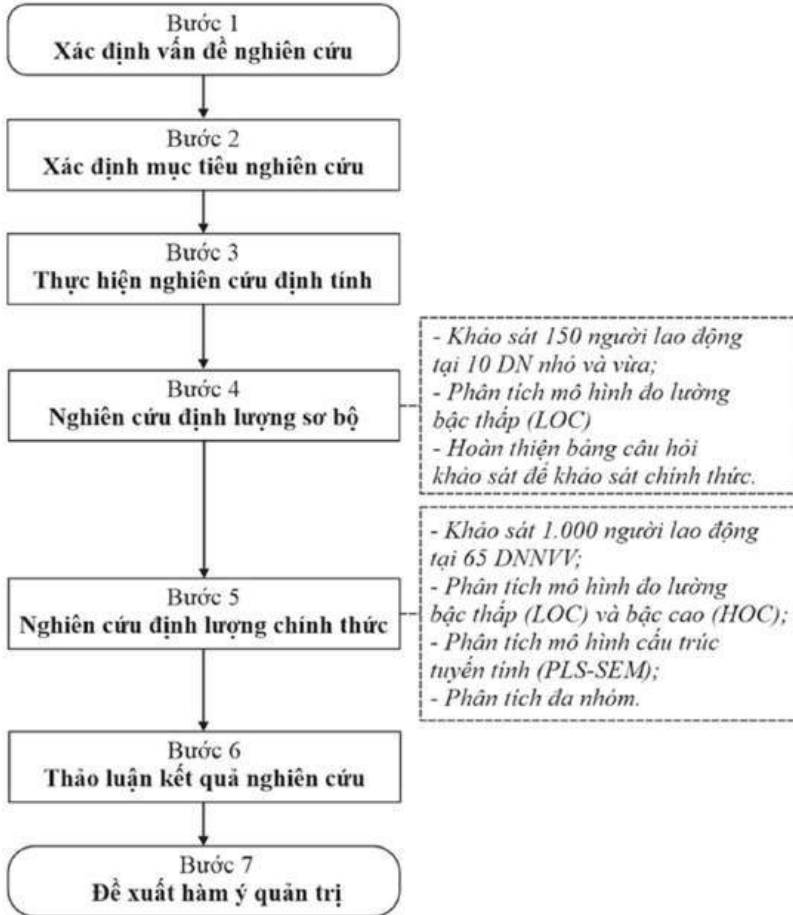 Bước 1
Xác định vấn đề nghiên cứu
Bước 2
Xác định mục tiêu nghiên cứu
Bước 3
Thực hiện nghiên cứu định tính
Bước 4
Nghiên cứu định lượng sơ bộ
- Khảo sát 150 người lao động
tại 10 DN nhỏ và vừa;
- Phân tích mô hình đo lường
bậc thấp (LOC)
- Hoàn thiện bảng câu hỏi
khảo sát để khảo sát chính thức.
Bước 5
Nghiên cứu định lượng chính thức
- Khảo sát 1.000 người lao động
tại 65 DNNVV;
- Phân tích mô hình đo lường
bậc thấp (LOC) và bậc cao (HOC);
- Phân tích mô hình cấu trúc
tuyến tính (PLS-SEM);
- Phân tích đa nhóm.
Bước 6
Thảo luận kết quả nghiên cứu
Bước 7
Đề xuất hàm ý quản trị